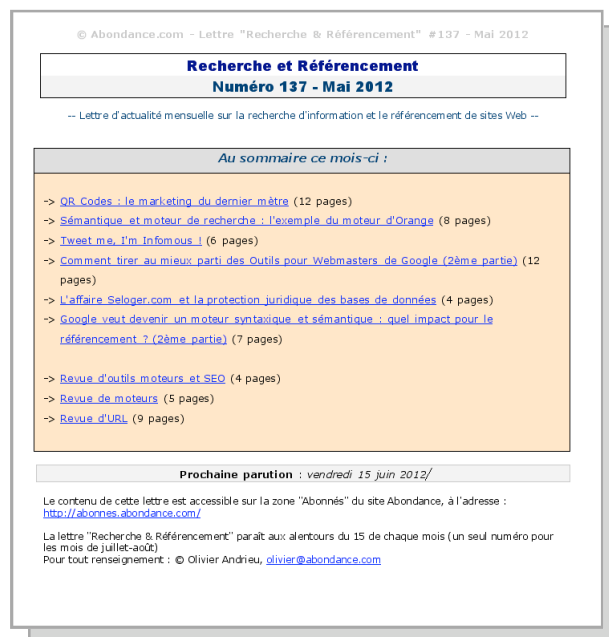 © Abondance.com - Lettre "Recherche & Référencement" #137 - Mai 2012
Recherche et Référencement
Numéro 137 - Mai 2012
-- Lettre d'actualité mensuelle sur la recherche d'information et le référencement de sites Web --
Au sommaire ce mois-ci :
-> QR Codes : le marketing du dernier mètre (12 pages)
-> Sémantique et moteur de recherche : l'exemple du moteur d'Orange (8 pages)
-> Tweet me, I'm Infomous ! (6 pages)
-> Comment tirer au mieux parti des Outils pour Webmasters de Google (2ème partie) (12
pages)
-> L'affaire Seloger.com et la protection juridique des bases de données (4 pages)
-> Google veut devenir un moteur syntaxique et sémantique : quel impact pour le
référencement ? (2ème partie) (7 pages)
-> Revue d'outils moteurs et SEO (4 pages)
-> Revue de moteurs (5 pages)
-> Revue d'URL (9 pages)
Prochaine parution : vendredi 15 juin 2012/
Le contenu de cette lettre est accessible sur la zone "Abonnés" du site Abondance, à l'adresse :
http://abonnes.abondance.com/
La lettre "Recherche & Référencement" paraît aux alentours du 15 de chaque mois (un seul numéro pour
les mois de juillet-août)
Pour tout renseignement : © Olivier Andrieu, olivier@abondance.com